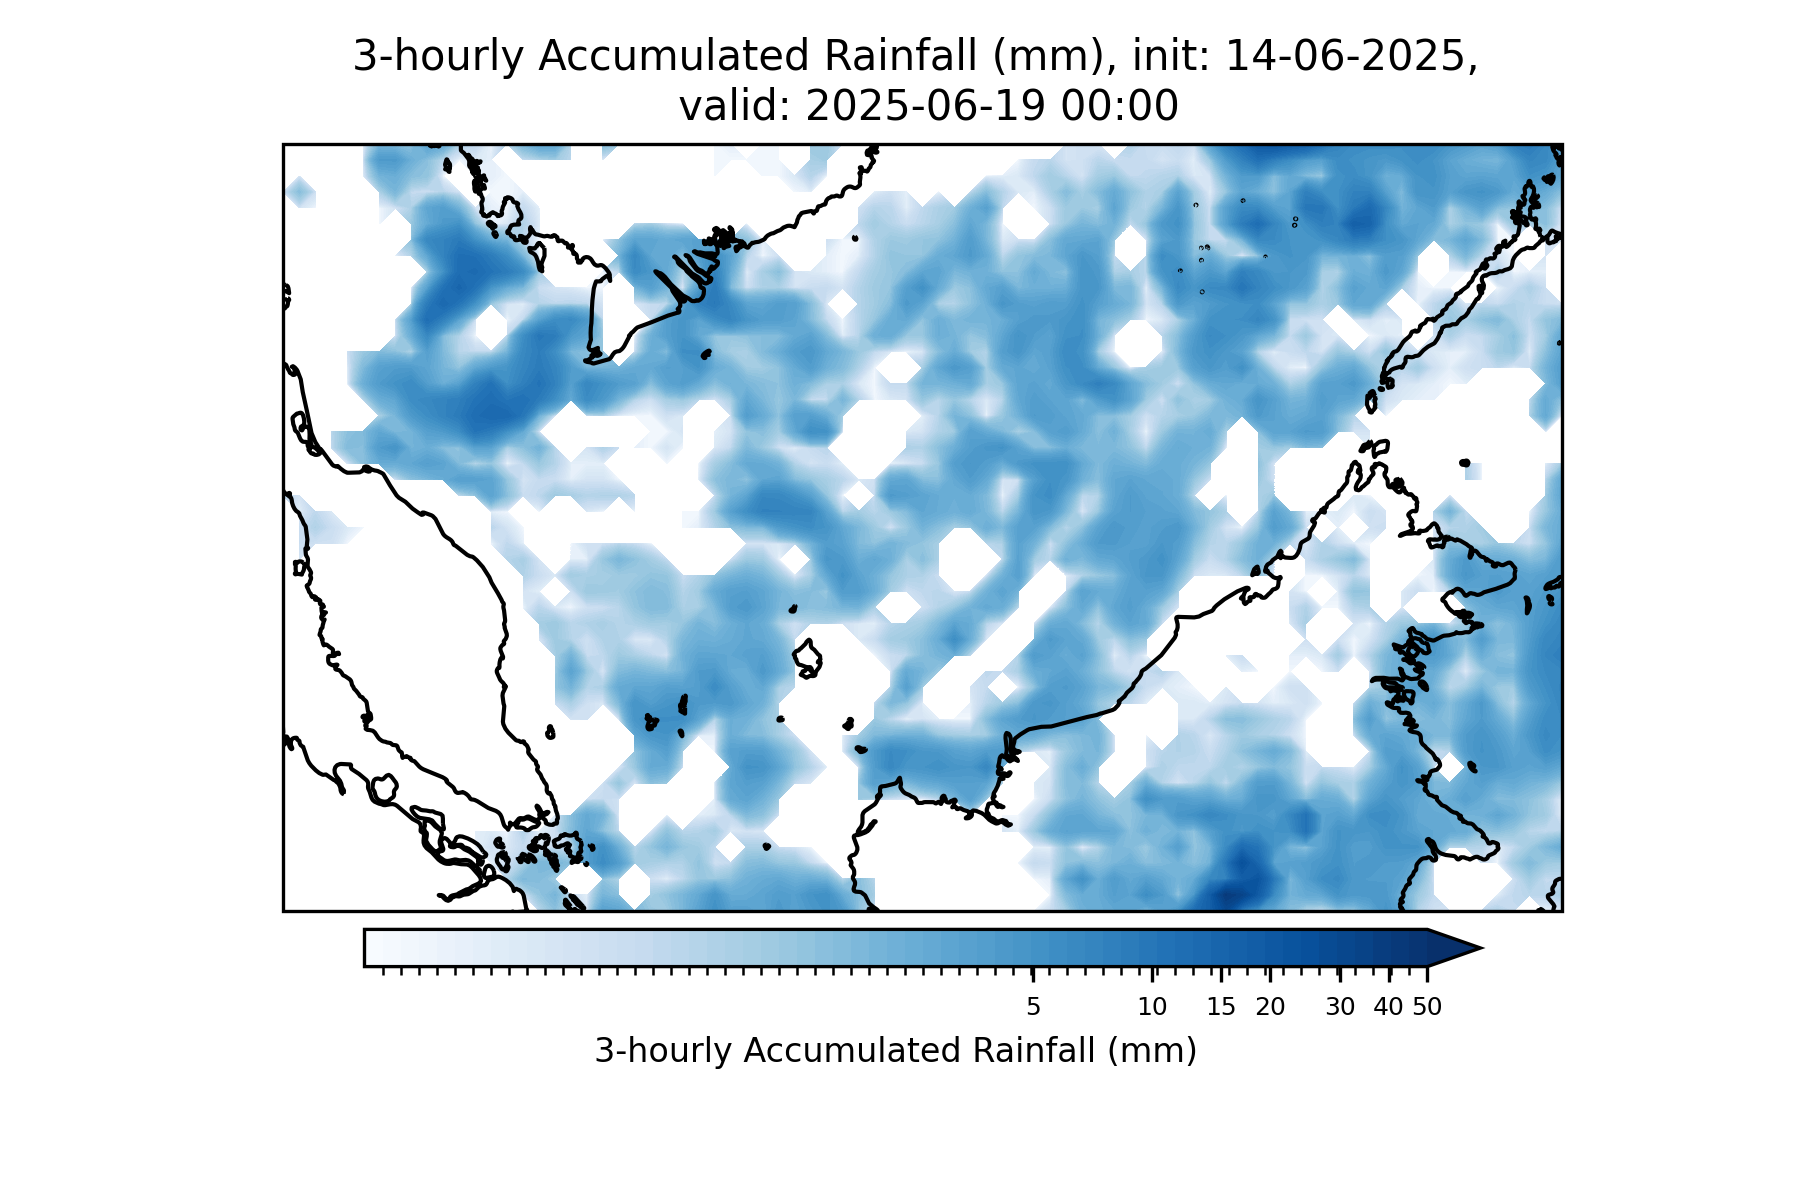 3-hourly Accumulated Rainfall (mm), init: 14-06-2025,
valid: 2025-06-19 00:00
5 10 15 20 30 40 50
3-hourly Accumulated Rainfall (mm)